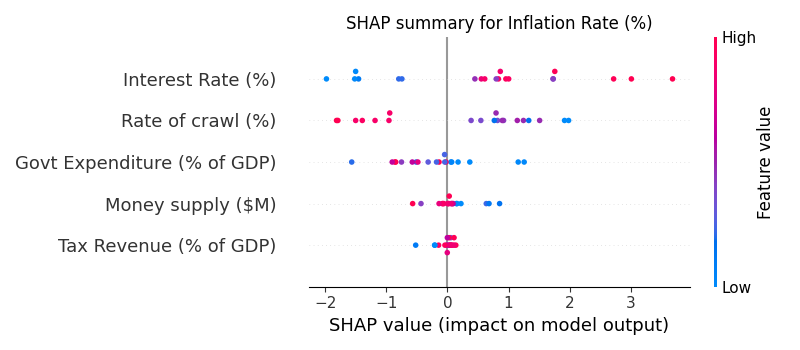 SHAP summary for Inflation Rate (%)
High
Interest Rate (%)
Rate of crawl (%)
Govt Expenditure (% of GDP)
Money supply ($M)
Tax Revenue (% of GDP)
Feature value
Low
−2 −1 0 1 2 3
SHAP value (impact on model output)